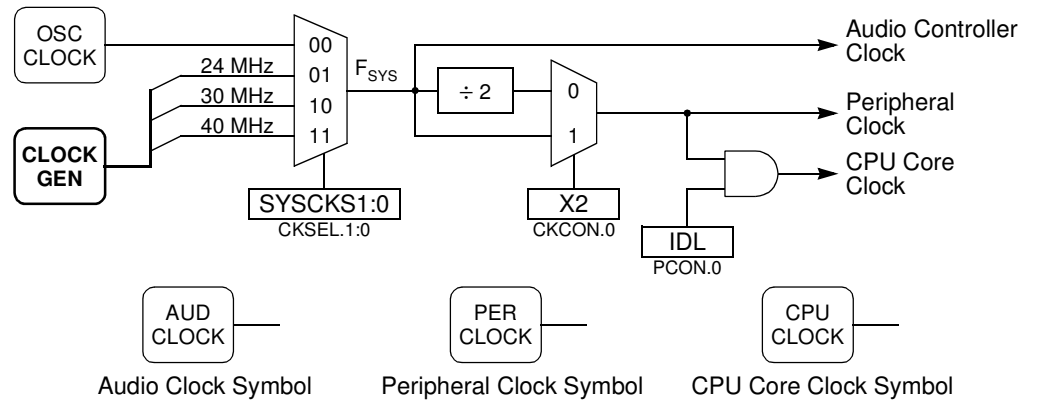 OSC
CLOCK
CLOCK
GEN
24 MHz
30 MHz
40 MHz
00
01
10
11
SYSCKS1:0
CKSEL.1:0
FSYS
÷ 2
0
1
X2
CKCON.0
IDL
PCON.0
Audio Controller
Clock
Peripheral
Clock
CPU Core
Clock
AUD
CLOCK
Audio Clock Symbol
PER
CLOCK
Peripheral Clock Symbol
CPU
CLOCK
CPU Core Clock Symbol